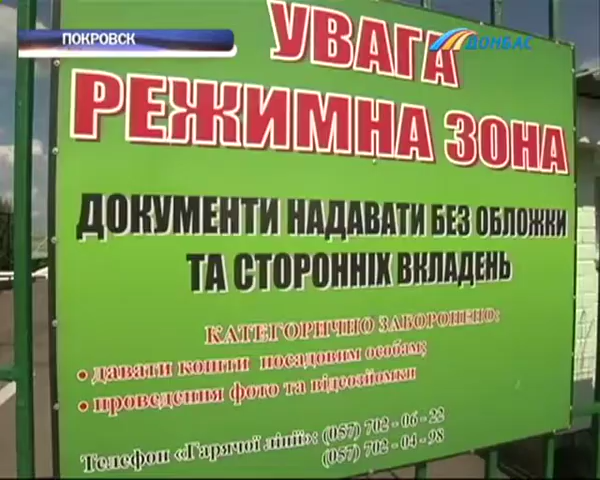 ПОКРОВСК
ДОНБАС
УВАГА
РЕЖИМНА ЗОНА
ДОКУМЕНТИ НАДАВАТИ БЕЗ ОБЛОЖКИ
ТА СТОРОННІХ ВКЛАДЕНЬ
КАТЕГОРИЧНО ЗАБОРОНЕНО:
• давати кошти посадовим особам;
• проведення фото та відеозйомки
Телефон «Гарячої лінії»: (057) 702 - 06 - 22
(057) 702 - 04 - 98